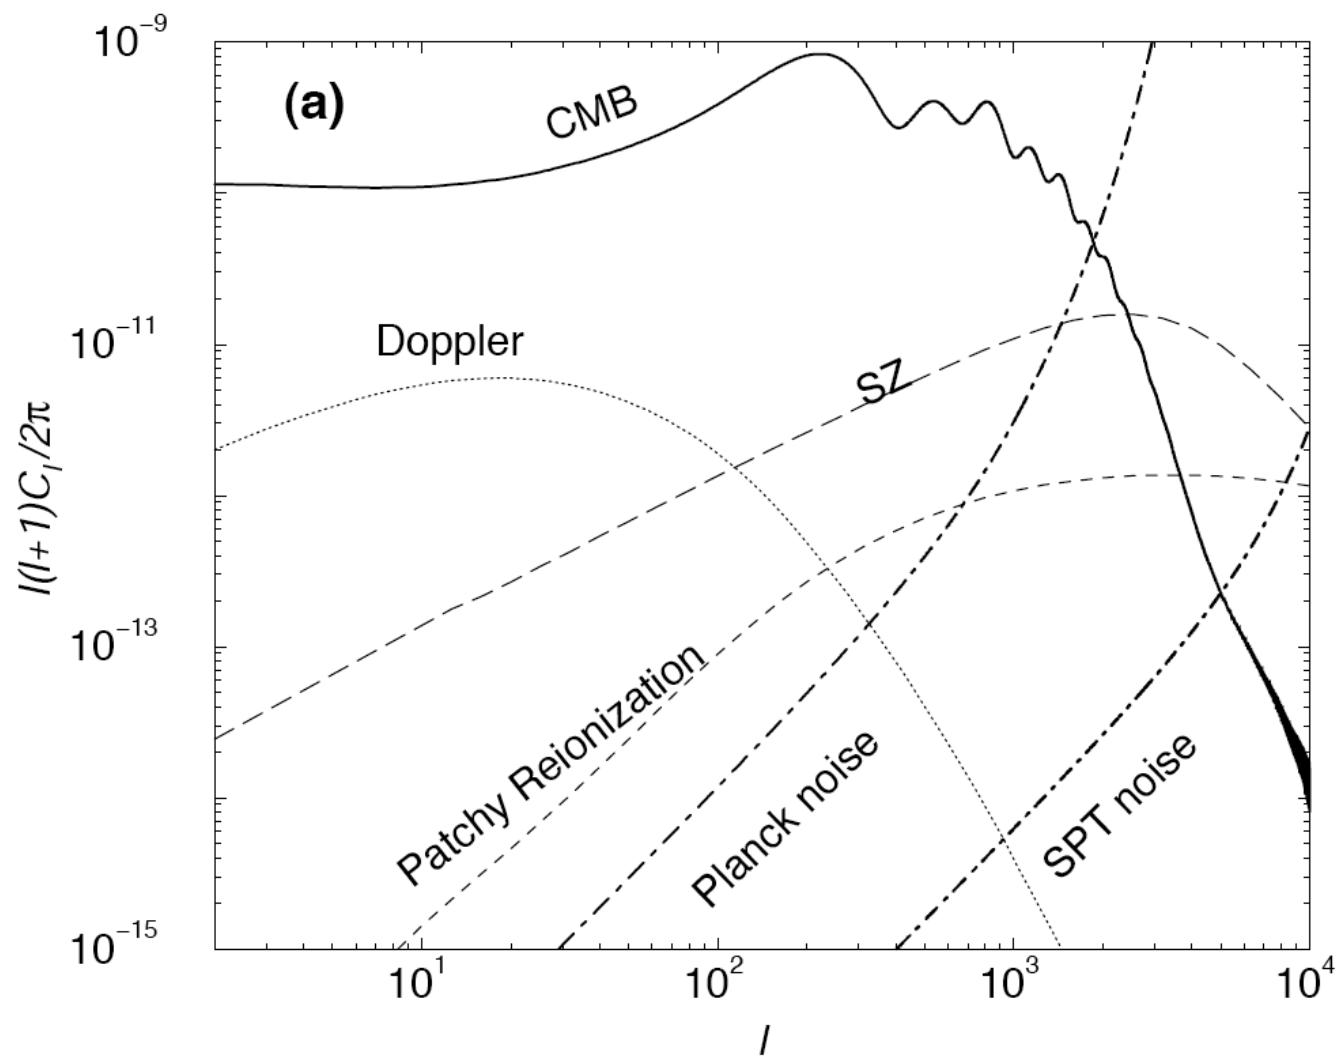 10⁻⁹
(a)
CMB
10⁻¹¹
Doppler
SZ
l(l+1)C_l/2π
10⁻¹³
Patchy Reionization
Planck noise
SPT noise
10⁻¹⁵
10¹ 10² 10³ 10⁴
l